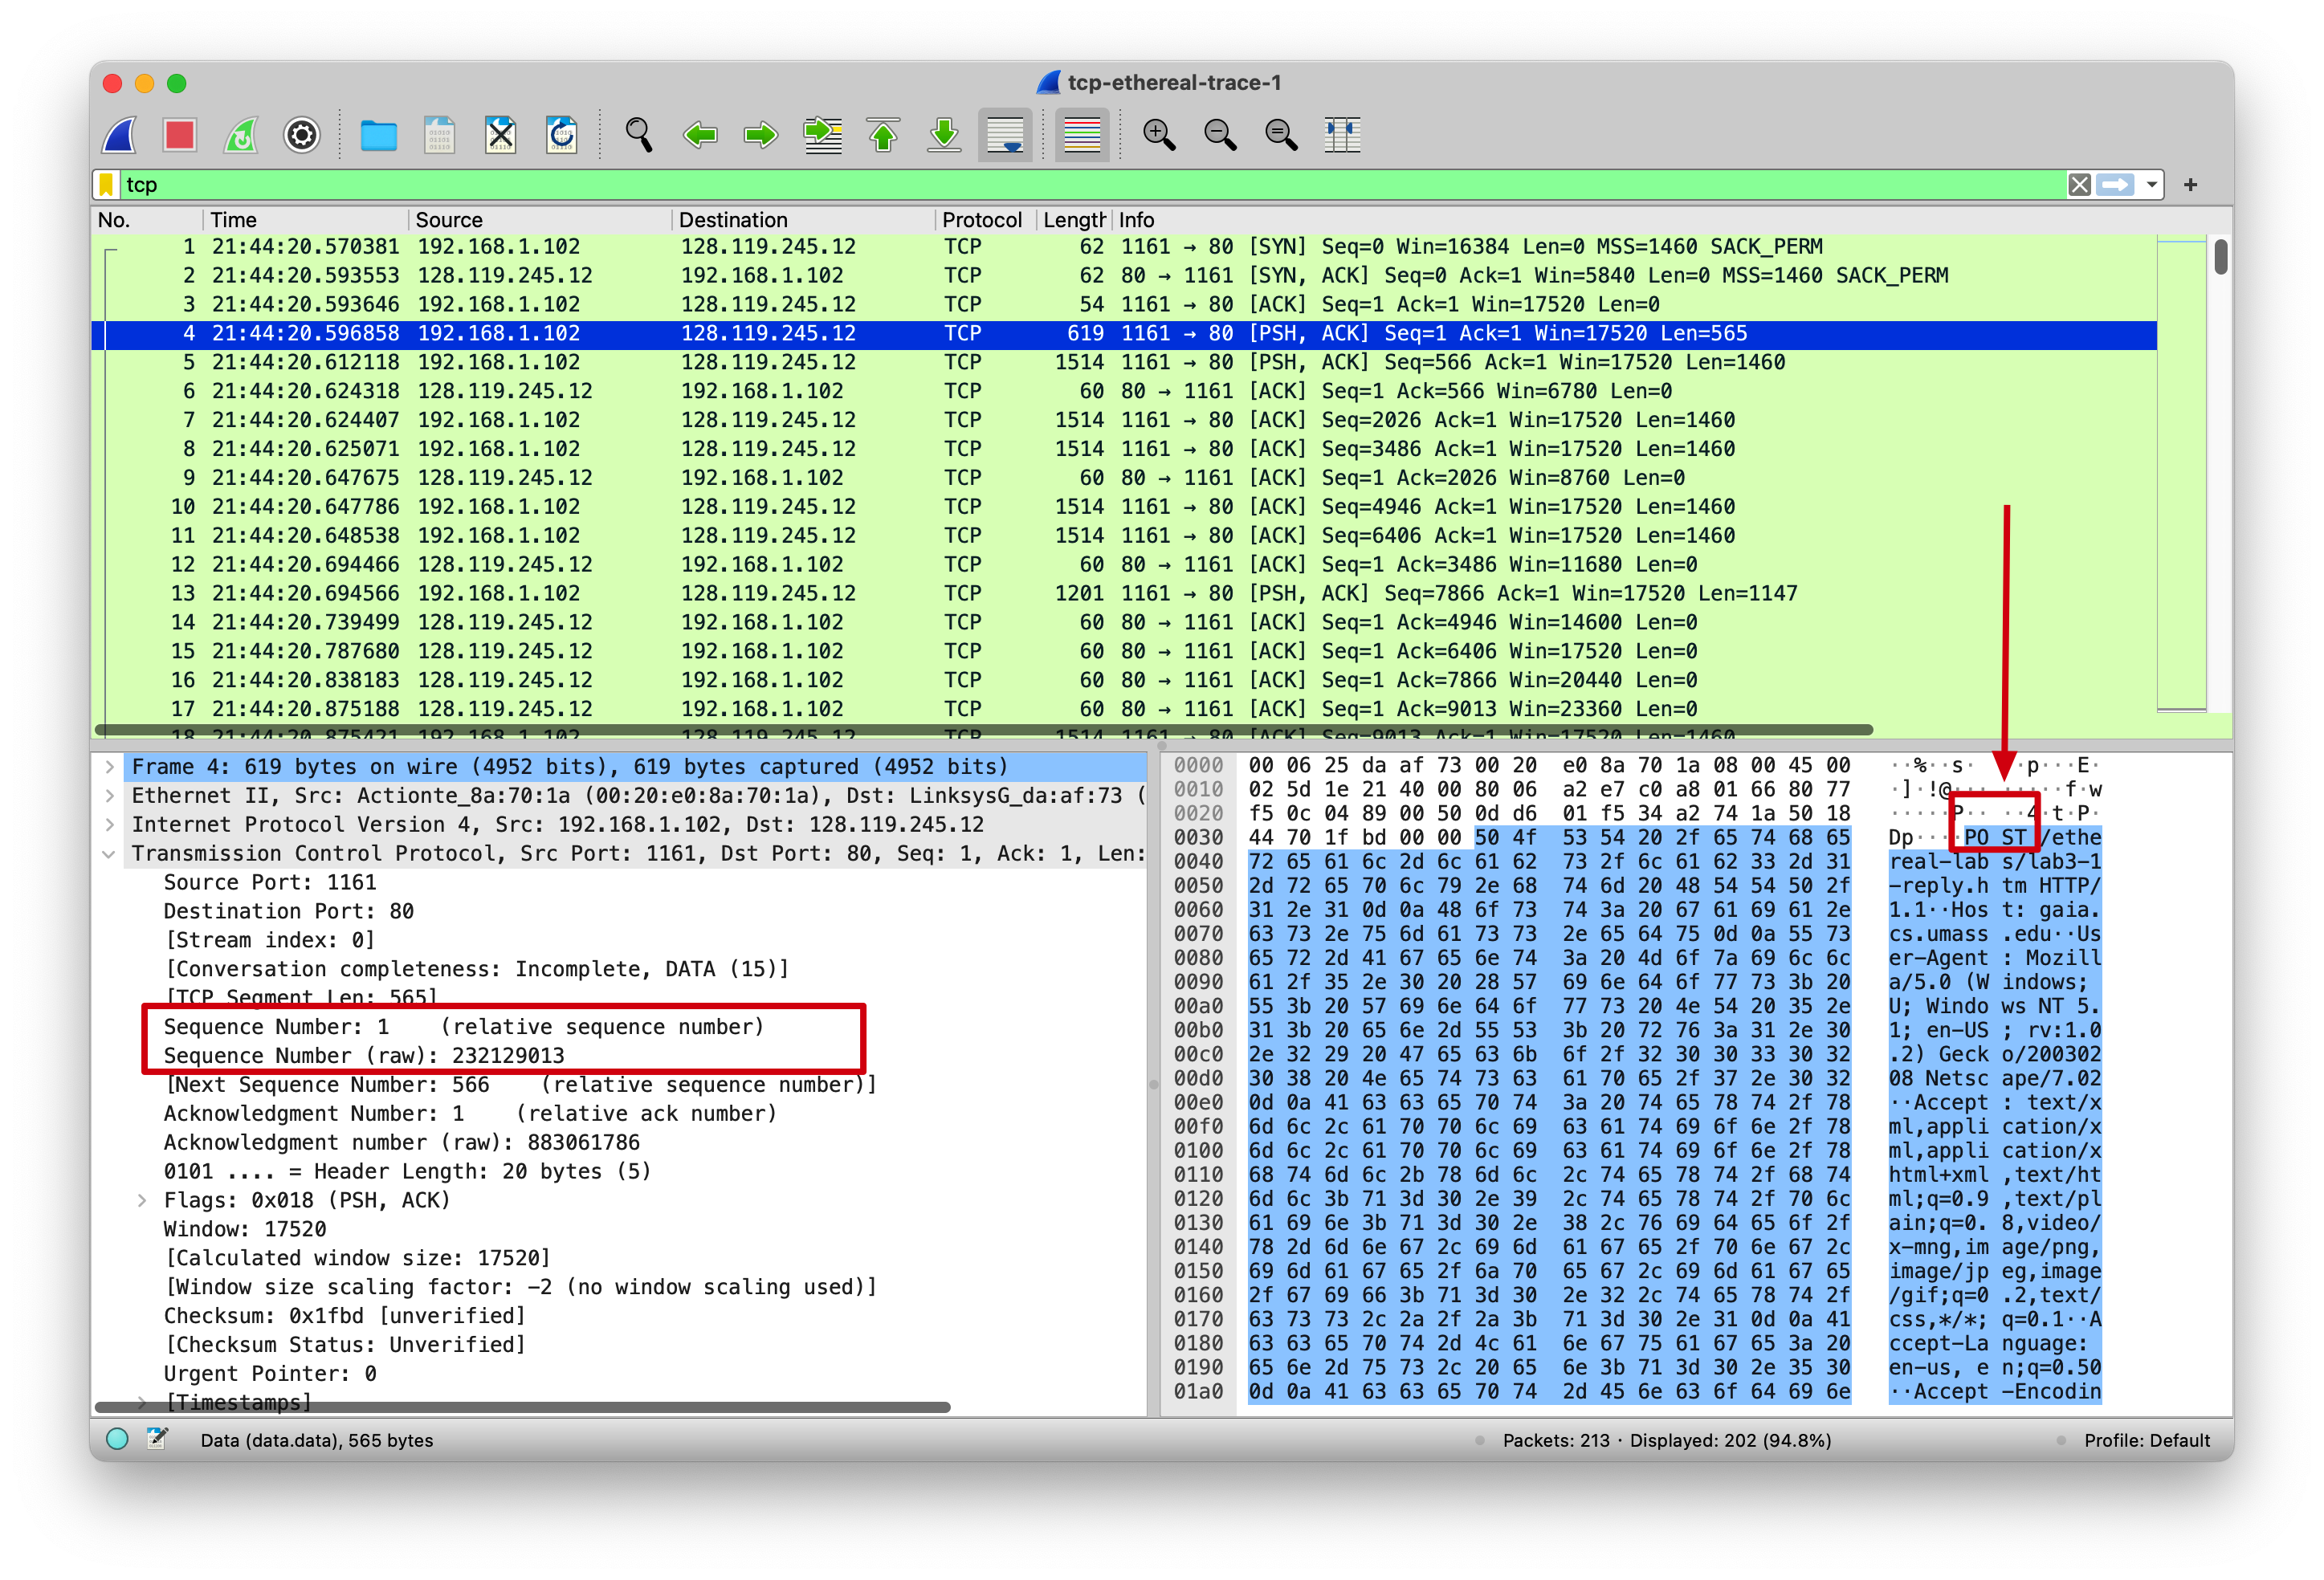 tcp-ethereal-trace-1
tcp
No. Time Source Destination Protocol Length Info
1 21:44:20.570381 192.168.1.102 128.119.245.12 TCP 62 1161 → 80 [SYN] Seq=0 Win=16384 Len=0 MSS=1460 SACK_PERM
2 21:44:20.593553 128.119.245.12 192.168.1.102 TCP 62 80 → 1161 [SYN, ACK] Seq=0 Ack=1 Win=5840 Len=0 MSS=1460 SACK_PERM
3 21:44:20.593646 192.168.1.102 128.119.245.12 TCP 54 1161 → 80 [ACK] Seq=1 Ack=1 Win=17520 Len=0
4 21:44:20.596858 192.168.1.102 128.119.245.12 TCP 619 1161 → 80 [PSH, ACK] Seq=1 Ack=1 Win=17520 Len=565
5 21:44:20.612118 192.168.1.102 128.119.245.12 TCP 1514 1161 → 80 [PSH, ACK] Seq=566 Ack=1 Win=17520 Len=1460
6 21:44:20.624318 128.119.245.12 192.168.1.102 TCP 60 80 → 1161 [ACK] Seq=1 Ack=566 Win=6780 Len=0
7 21:44:20.624407 192.168.1.102 128.119.245.12 TCP 1514 1161 → 80 [ACK] Seq=2026 Ack=1 Win=17520 Len=1460
8 21:44:20.625071 192.168.1.102 128.119.245.12 TCP 1514 1161 → 80 [ACK] Seq=3486 Ack=1 Win=17520 Len=1460
9 21:44:20.647675 128.119.245.12 192.168.1.102 TCP 60 80 → 1161 [ACK] Seq=1 Ack=2026 Win=8760 Len=0
10 21:44:20.647786 192.168.1.102 128.119.245.12 TCP 1514 1161 → 80 [ACK] Seq=4946 Ack=1 Win=17520 Len=1460
11 21:44:20.648538 192.168.1.102 128.119.245.12 TCP 1514 1161 → 80 [ACK] Seq=6406 Ack=1 Win=17520 Len=1460
12 21:44:20.694466 128.119.245.12 192.168.1.102 TCP 60 80 → 1161 [ACK] Seq=1 Ack=3486 Win=11680 Len=0
13 21:44:20.694566 192.168.1.102 128.119.245.12 TCP 1201 1161 → 80 [PSH, ACK] Seq=7866 Ack=1 Win=17520 Len=1147
14 21:44:20.739499 128.119.245.12 192.168.1.102 TCP 60 80 → 1161 [ACK] Seq=1 Ack=4946 Win=14600 Len=0
15 21:44:20.787680 128.119.245.12 192.168.1.102 TCP 60 80 → 1161 [ACK] Seq=1 Ack=6406 Win=17520 Len=0
16 21:44:20.838183 128.119.245.12 192.168.1.102 TCP 60 80 → 1161 [ACK] Seq=1 Ack=7866 Win=20440 Len=0
17 21:44:20.875188 128.119.245.12 192.168.1.102 TCP 60 80 → 1161 [ACK] Seq=1 Ack=9013 Win=23360 Len=0
18 21:44:20.875421 192.168.1.102 128.119.245.12 TCP 1514 1161 → 80 [ACK] Seq=9013 Ack=1 Win=17520 Len=1460
Frame 4: 619 bytes on wire (4952 bits), 619 bytes captured (4952 bits)
Ethernet II, Src: Actionte_8a:70:1a (00:20:e0:8a:70:1a), Dst: LinksysG_da:af:73 (
Internet Protocol Version 4, Src: 192.168.1.102, Dst: 128.119.245.12
Transmission Control Protocol, Src Port: 1161, Dst Port: 80, Seq: 1, Ack: 1, Len:
Source Port: 1161
Destination Port: 80
[Stream index: 0]
[Conversation completeness: Incomplete, DATA (15)]
[TCP Segment Len: 565]
Sequence Number: 1 (relative sequence number)
Sequence Number (raw): 232129013
[Next Sequence Number: 566 (relative sequence number)]
Acknowledgment Number: 1 (relative ack number)
Acknowledgment number (raw): 883061786
0101 .... = Header Length: 20 bytes (5)
Flags: 0x018 (PSH, ACK)
Window: 17520
[Calculated window size: 17520]
[Window size scaling factor: -2 (no window scaling used)]
Checksum: 0x1fbd [unverified]
[Checksum Status: Unverified]
Urgent Pointer: 0
[Timestamps]
0000 00 06 25 da af 73 00 20 e0 8a 70 1a 08 00 45 00 ··%··s· ··p···E·
0010 02 5d 1e 21 40 00 80 06 a2 e7 c0 a8 01 66 80 77 ·]·!@··· ·····f·w
0020 f5 0c 04 89 00 50 0d d6 01 f5 34 a2 74 1a 50 18 ·····P·· ··4·t·P·
0030 44 70 1f bd 00 00 50 4f 53 54 20 2f 65 74 68 65 Dp····PO ST /ethe
0040 72 65 61 6c 2d 6c 61 62 73 2f 6c 61 62 33 2d 31 real-lab s/lab3-1
0050 2d 72 65 70 6c 79 2e 68 74 6d 20 48 54 54 50 2f -reply.h tm HTTP/
0060 31 2e 31 0d 0a 48 6f 73 74 3a 20 67 61 69 61 2e 1.1··Hos t: gaia.
0070 63 73 2e 75 6d 61 73 73 2e 65 64 75 0d 0a 55 73 cs.umass .edu··Us
0080 65 72 2d 41 67 65 6e 74 3a 20 4d 6f 7a 69 6c 6c er-Agent : Mozill
0090 61 2f 35 2e 30 20 28 57 69 6e 64 6f 77 73 3b 20 a/5.0 (W indows;
00a0 55 3b 20 57 69 6e 64 6f 77 73 20 4e 54 20 35 2e U; Windo ws NT 5.
00b0 31 3b 20 65 6e 2d 55 53 3b 20 72 76 3a 31 2e 30 1; en-US ; rv:1.0
00c0 2e 32 29 20 47 65 63 6b 6f 2f 32 30 30 33 30 32 .2) Geck o/200302
00d0 30 38 20 4e 65 74 73 63 61 70 65 2f 37 2e 30 32 08 Netsc ape/7.02
00e0 0d 0a 41 63 63 65 70 74 3a 20 74 65 78 74 2f 78 ··Accept : text/x
00f0 6d 6c 2c 61 70 70 6c 69 63 61 74 69 6f 6e 2f 78 ml,appli cation/x
0100 6d 6c 2c 61 70 70 6c 69 63 61 74 69 6f 6e 2f 78 ml,appli cation/x
0110 68 74 6d 6c 2b 78 6d 6c 2c 74 65 78 74 2f 68 74 html+xml ,text/ht
0120 6d 6c 3b 71 3d 30 2e 39 2c 74 65 78 74 2f 70 6c ml;q=0.9 ,text/pl
0130 61 69 6e 3b 71 3d 30 2e 38 2c 76 69 64 65 6f 2f ain;q=0. 8,video/
0140 78 2d 6d 6e 67 2c 69 6d 61 67 65 2f 70 6e 67 2c x-mng,im age/png,
0150 69 6d 61 67 65 2f 6a 70 65 67 2c 69 6d 61 67 65 image/jp eg,image
0160 2f 67 69 66 3b 71 3d 30 2e 32 2c 74 65 78 74 2f /gif;q=0 .2,text/
0170 63 73 73 2c 2a 2f 2a 3b 71 3d 30 2e 31 0d 0a 41 css,*/*; q=0.1··A
0180 63 63 65 70 74 2d 4c 61 6e 67 75 61 67 65 3a 20 ccept-La nguage:
0190 65 6e 2d 75 73 2c 20 65 6e 3b 71 3d 30 2e 35 30 en-us, e n;q=0.50
01a0 0d 0a 41 63 63 65 70 74 2d 45 6e 63 6f 64 69 6e ··Accept -Encodin
Data (data.data), 565 bytes
Packets: 213 · Displayed: 202 (94.8%)
Profile: Default